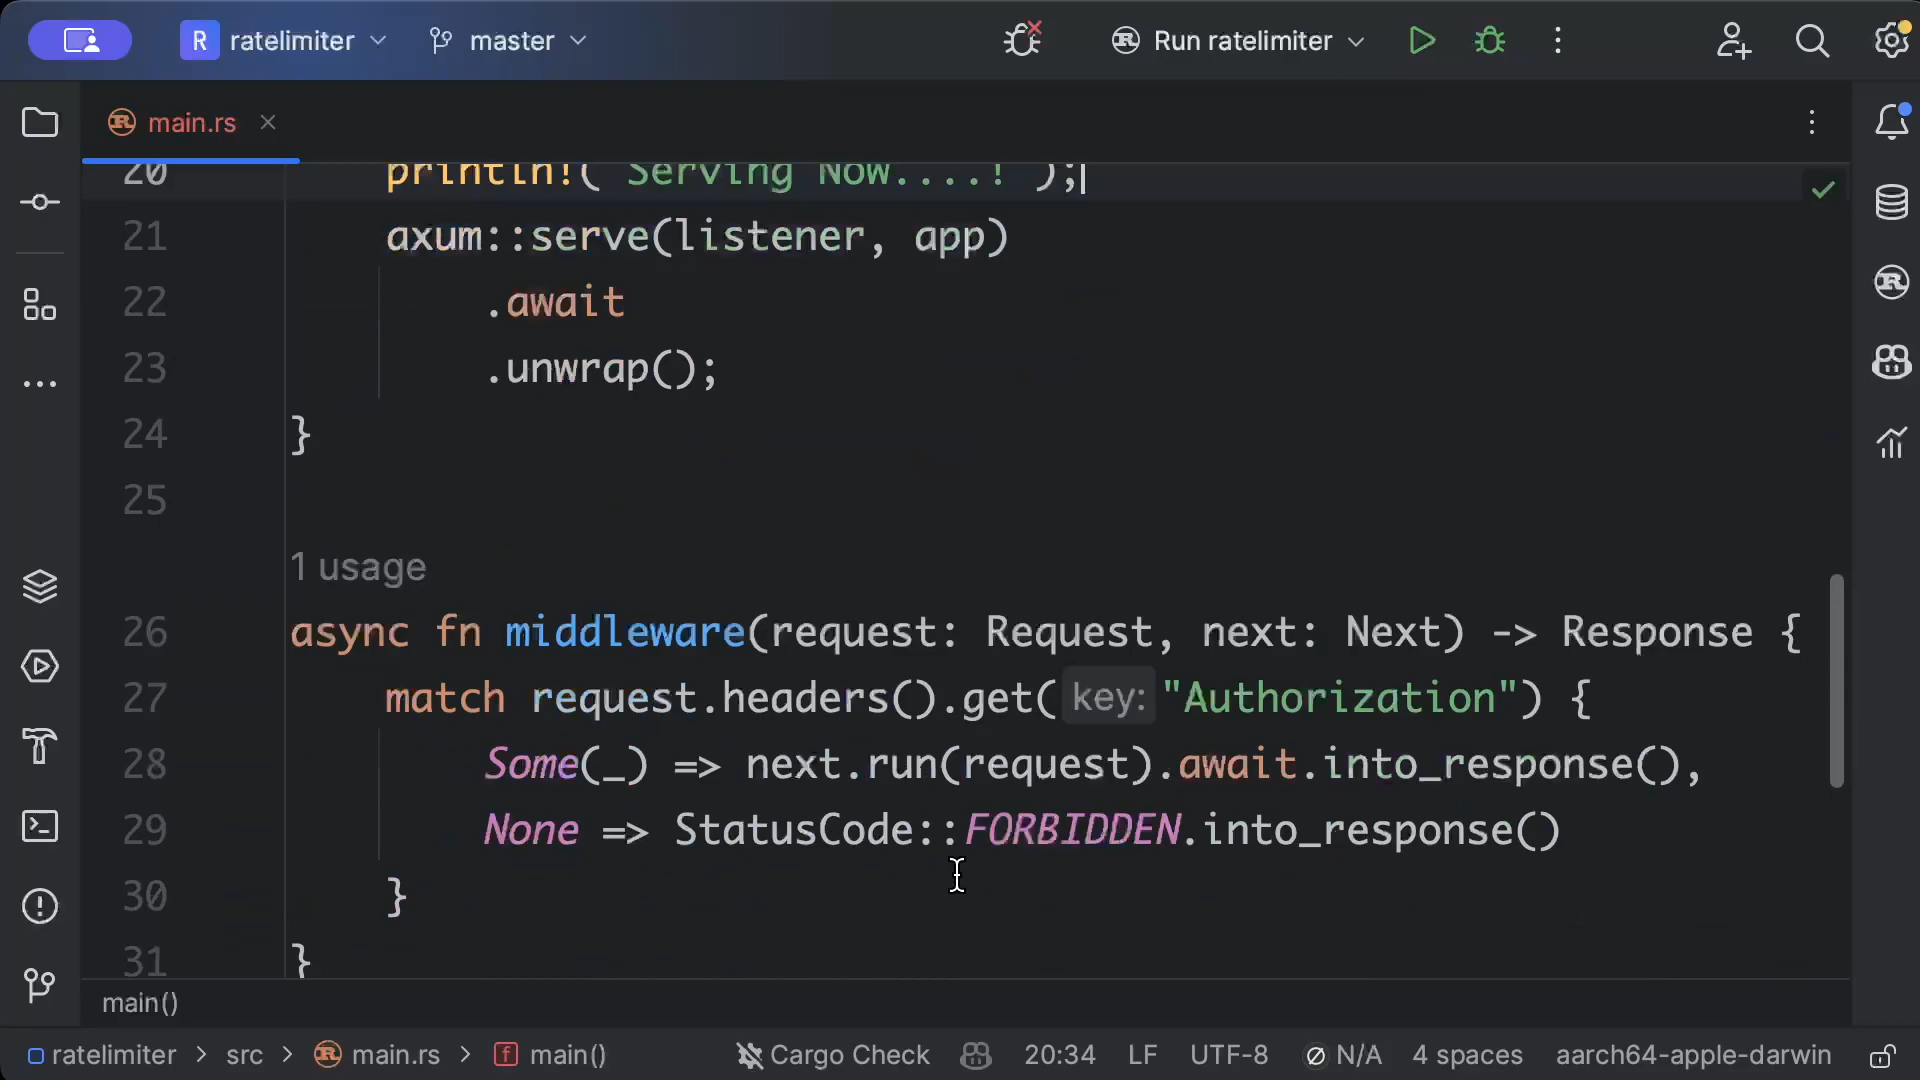 R ratelimiter master Run ratelimiter
main.rs
20 println!("Serving Now....!");
21 axum::serve(listener, app)
22 .await
23 .unwrap();
24 }
25
1 usage
26 async fn middleware(request: Request, next: Next) -> Response {
27 match request.headers().get( key: "Authorization") {
28 Some(_) => next.run(request).await.into_response(),
29 None => StatusCode::FORBIDDEN.into_response()
30 }
31 }
main()
ratelimiter > src > main.rs > f main() Cargo Check 20:34 LF UTF-8 N/A 4 spaces aarch64-apple-darwin